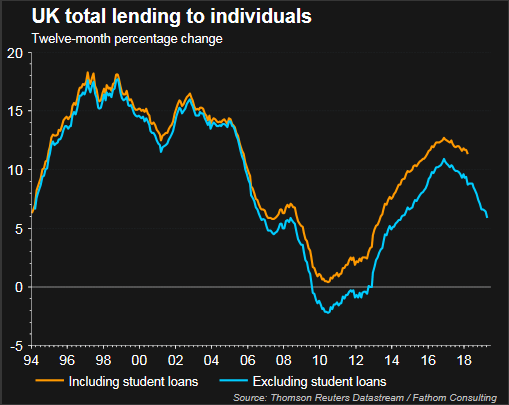 UK total lending to individuals
Twelve-month percentage change
20
15
10
5
0
-5
94 96 98 00 02 04 06 08 10 12 14 16 18
Including student loans Excluding student loans
Source: Thomson Reuters Datastream / Fathom Consulting